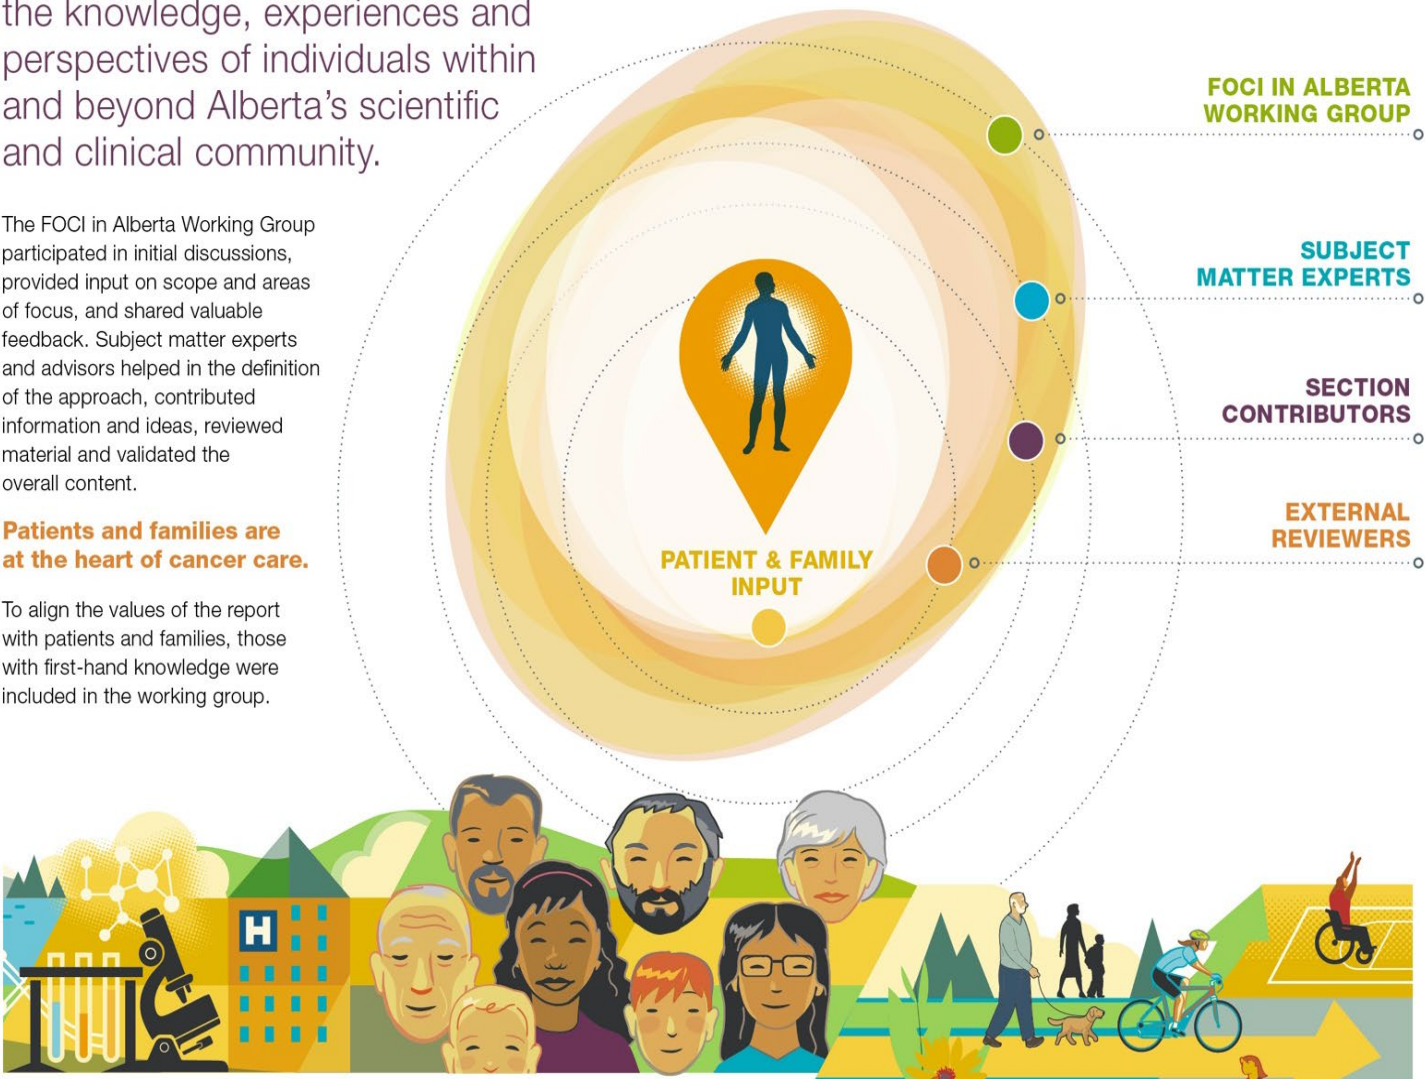 the knowledge, experiences and
perspectives of individuals within
and beyond Alberta's scientific
and clinical community.
The FOCI in Alberta Working Group
participated in initial discussions,
provided input on scope and areas
of focus, and shared valuable
feedback. Subject matter experts
and advisors helped in the definition
of the approach, contributed
information and ideas, reviewed
material and validated the
overall content.
Patients and families are
at the heart of cancer care.
To align the values of the report
with patients and families, those
with first-hand knowledge were
included in the working group.
FOCI IN ALBERTA
WORKING GROUP
SUBJECT
MATTER EXPERTS
SECTION
CONTRIBUTORS
EXTERNAL
REVIEWERS
PATIENT & FAMILY
INPUT
H